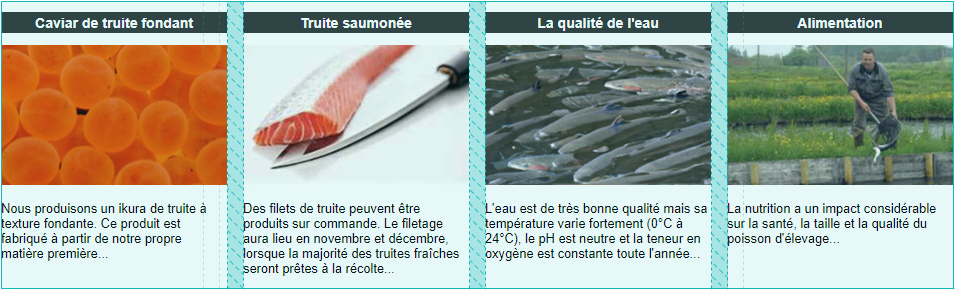 Caviar de truite fondant
Nous produisons un ikura de truite à
texture fondante. Ce produit est
fabriqué à partir de notre propre
matière première...
Truite saumonée
Des filets de truite peuvent être
produits sur commande. Le filetage
aura lieu en novembre et décembre,
lorsque la majorité des truites fraîches
seront prêtes à la récolte...
La qualité de l'eau
L'eau est de très bonne qualité mais sa
température varie fortement (0°C à
24°C), le pH est neutre et la teneur en
oxygène est constante toute l'année...
Alimentation
La nutrition a un impact considérable
sur la santé, la taille et la qualité du
poisson d'élevage...